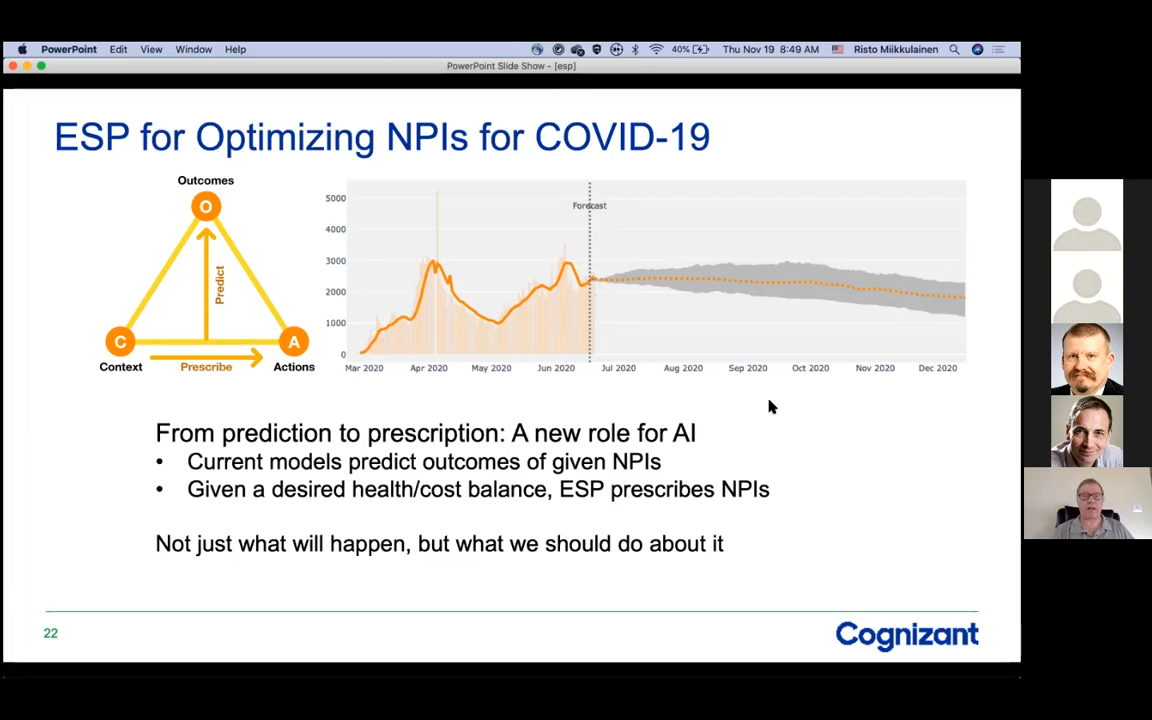 PowerPoint Edit View Window Help 40% Thu Nov 19 8:49 AM Risto Miikkulainen
PowerPoint Slide Show - [esp]
ESP for Optimizing NPIs for COVID-19
Outcomes
O
Predict
C
A
Context
Prescribe
Actions
5000
4000
3000
2000
1000
0
Forecast
Mar 2020 Apr 2020 May 2020 Jun 2020 Jul 2020 Aug 2020 Sep 2020 Oct 2020 Nov 2020 Dec 2020
From prediction to prescription: A new role for AI
• Current models predict outcomes of given NPIs
• Given a desired health/cost balance, ESP prescribes NPIs
Not just what will happen, but what we should do about it
22
Cognizant